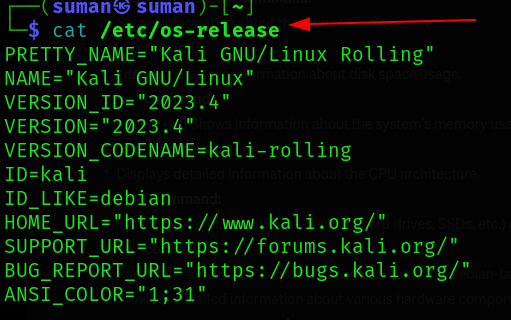 ┌──(suman㉿suman)-[~]
└─$ cat /etc/os-release
PRETTY_NAME="Kali GNU/Linux Rolling"
NAME="Kali GNU/Linux"
VERSION_ID="2023.4"
VERSION="2023.4"
VERSION_CODENAME=kali-rolling
ID=kali
ID_LIKE=debian
HOME_URL="https://www.kali.org/"
SUPPORT_URL="https://forums.kali.org/"
BUG_REPORT_URL="https://bugs.kali.org/"
ANSI_COLOR="1;31"